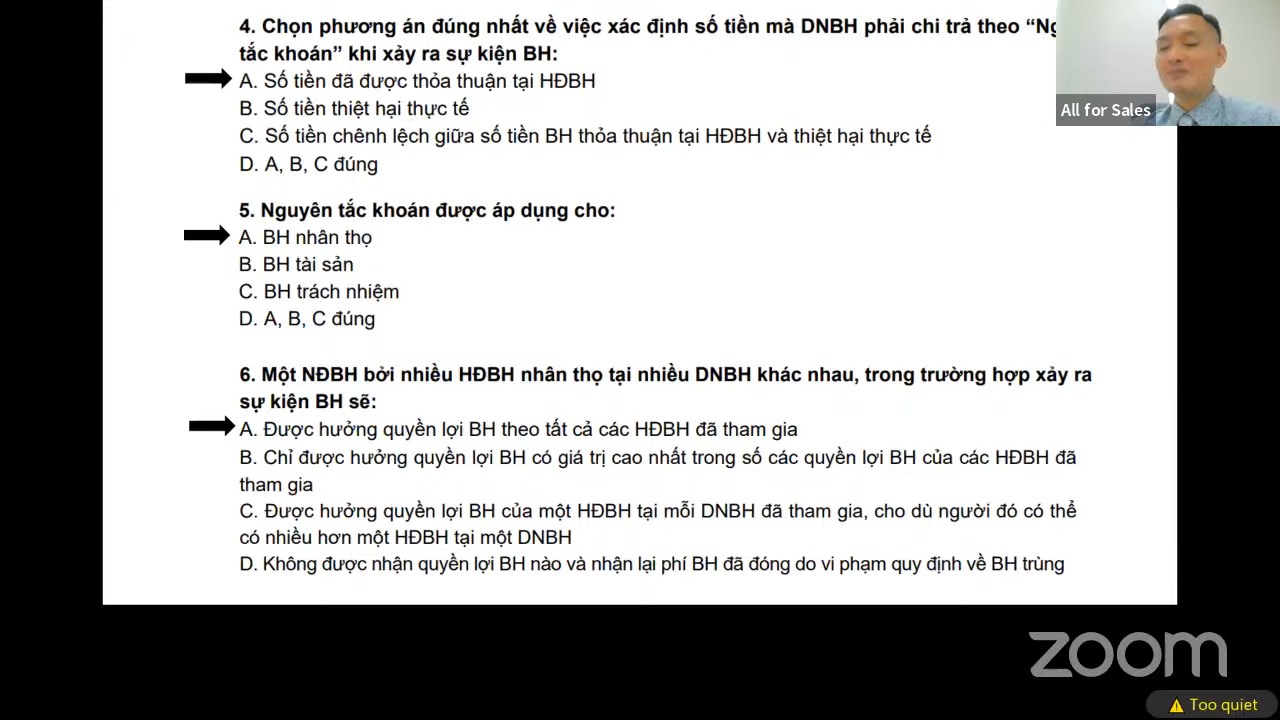 4. Chọn phương án đúng nhất về việc xác định số tiền mà DNBH phải chi trả theo
tắc khoán” khi xảy ra sự kiện BH:
A. Số tiền đã được thỏa thuận tại HĐBH
B. Số tiền thiệt hại thực tế
C. Số tiền chênh lệch giữa số tiền BH thỏa thuận tại HĐBH và thiệt hại thực tế
D. A, B, C đúng
All for Sales
5. Nguyên tắc khoán được áp dụng cho:
A. BH nhân thọ
B. BH tài sản
C. BH trách nhiệm
D. A, B, C đúng
6. Một NĐBH bởi nhiều HĐBH nhân thọ tại nhiều DNBH khác nhau, trong trường hợp xảy ra
sự kiện BH sẽ:
A. Được hưởng quyền lợi BH theo tất cả các HĐBH đã tham gia
B. Chỉ được hưởng quyền lợi BH có giá trị cao nhất trong số các quyền lợi BH của các HĐBH đã
tham gia
C. Được hưởng quyền lợi BH của một HĐBH tại mỗi DNBH đã tham gia, cho dù người đó có thể
có nhiều hơn một HĐBH tại một DNBH
D. Không được nhận quyền lợi BH nào và nhận lại phí BH đã đóng do vi phạm quy định về BH trùng
zoom
Too quiet